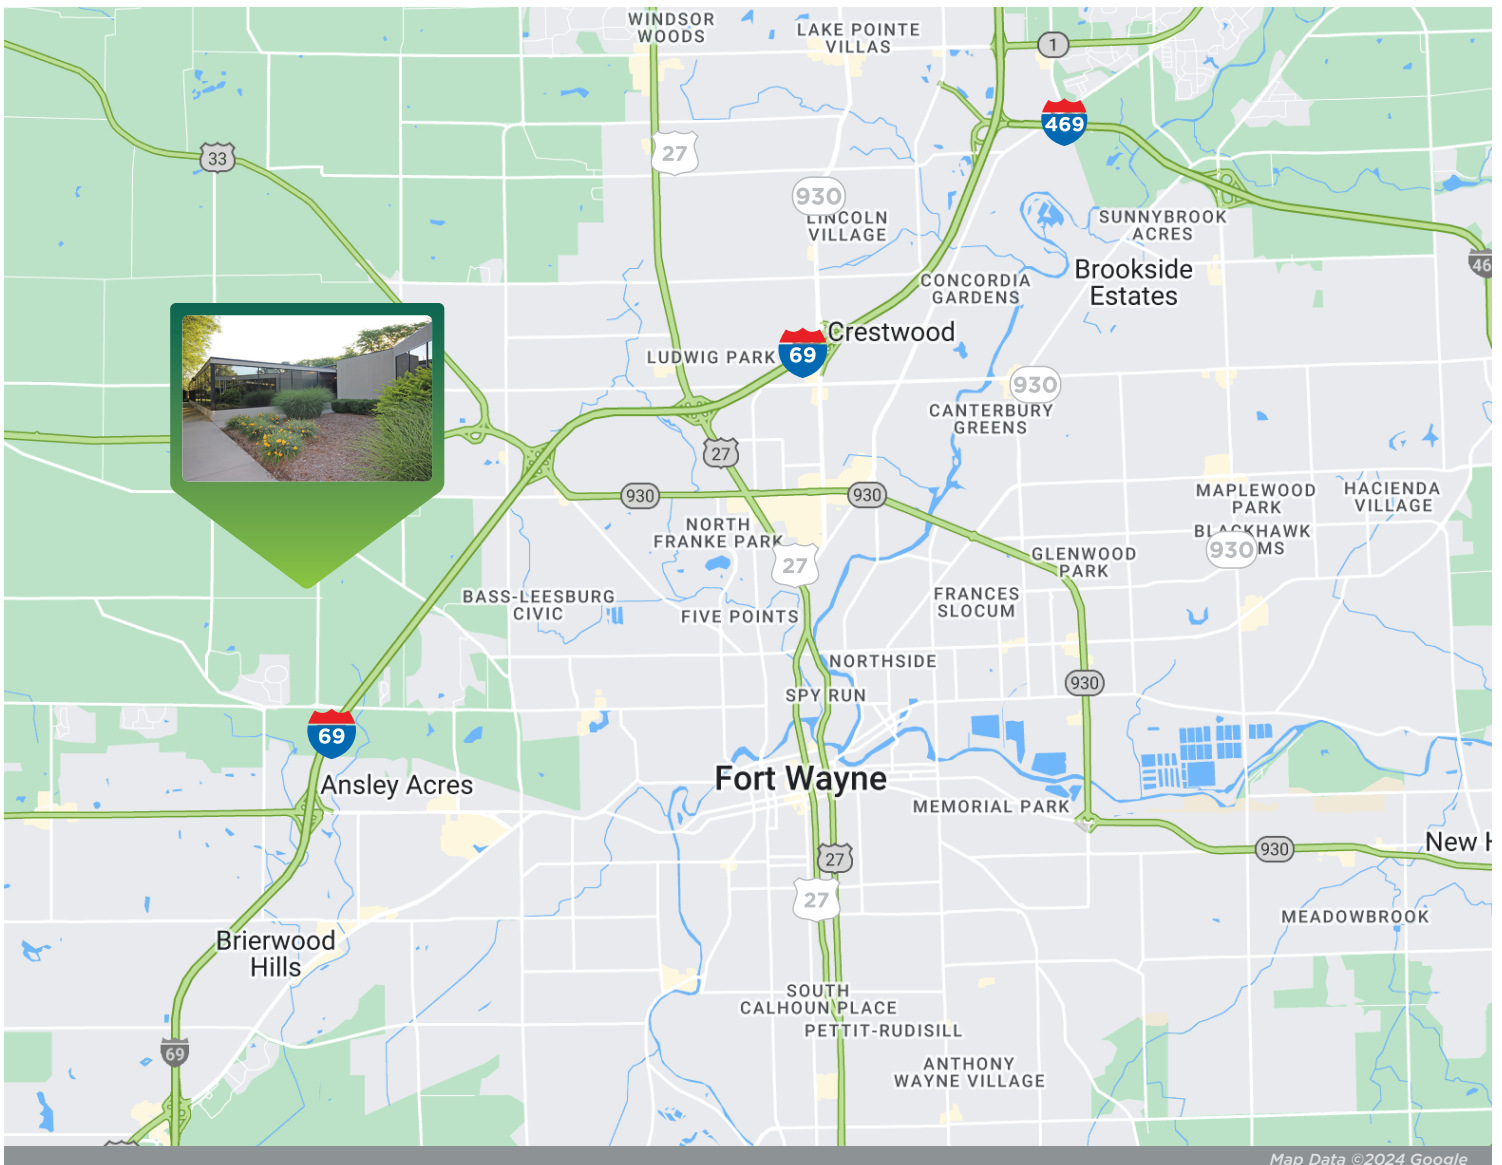 WINDSOR
WOODS
LAKE POINTE
VILLAS
1
469
33
27
930
LINCOLN
VILLAGE
SUNNYBROOK
ACRES
46
Brookside
Estates
CONCORDIA
GARDENS
Crestwood
69
LUDWIG PARK
930
CANTERBURY
GREENS
27
930
930
MAPLEWOOD
PARK
HACIENDA
VILLAGE
NORTH
FRANKE PARK
27
930
GLENWOOD
PARK
BASS-LEESBURG
CIVIC
FIVE POINTS
FRANCES
SLOCUM
NORTHSIDE
930
SPY RUN
69
Ansley Acres
Fort Wayne
MEMORIAL PARK
27
930
New H
27
MEADOWBROOK
Brierwood
Hills
SOUTH
CALHOUN PLACE
PETTIT-RUDISILL
69
ANTHONY
WAYNE VILLAGE
Map Data ©2024 Google